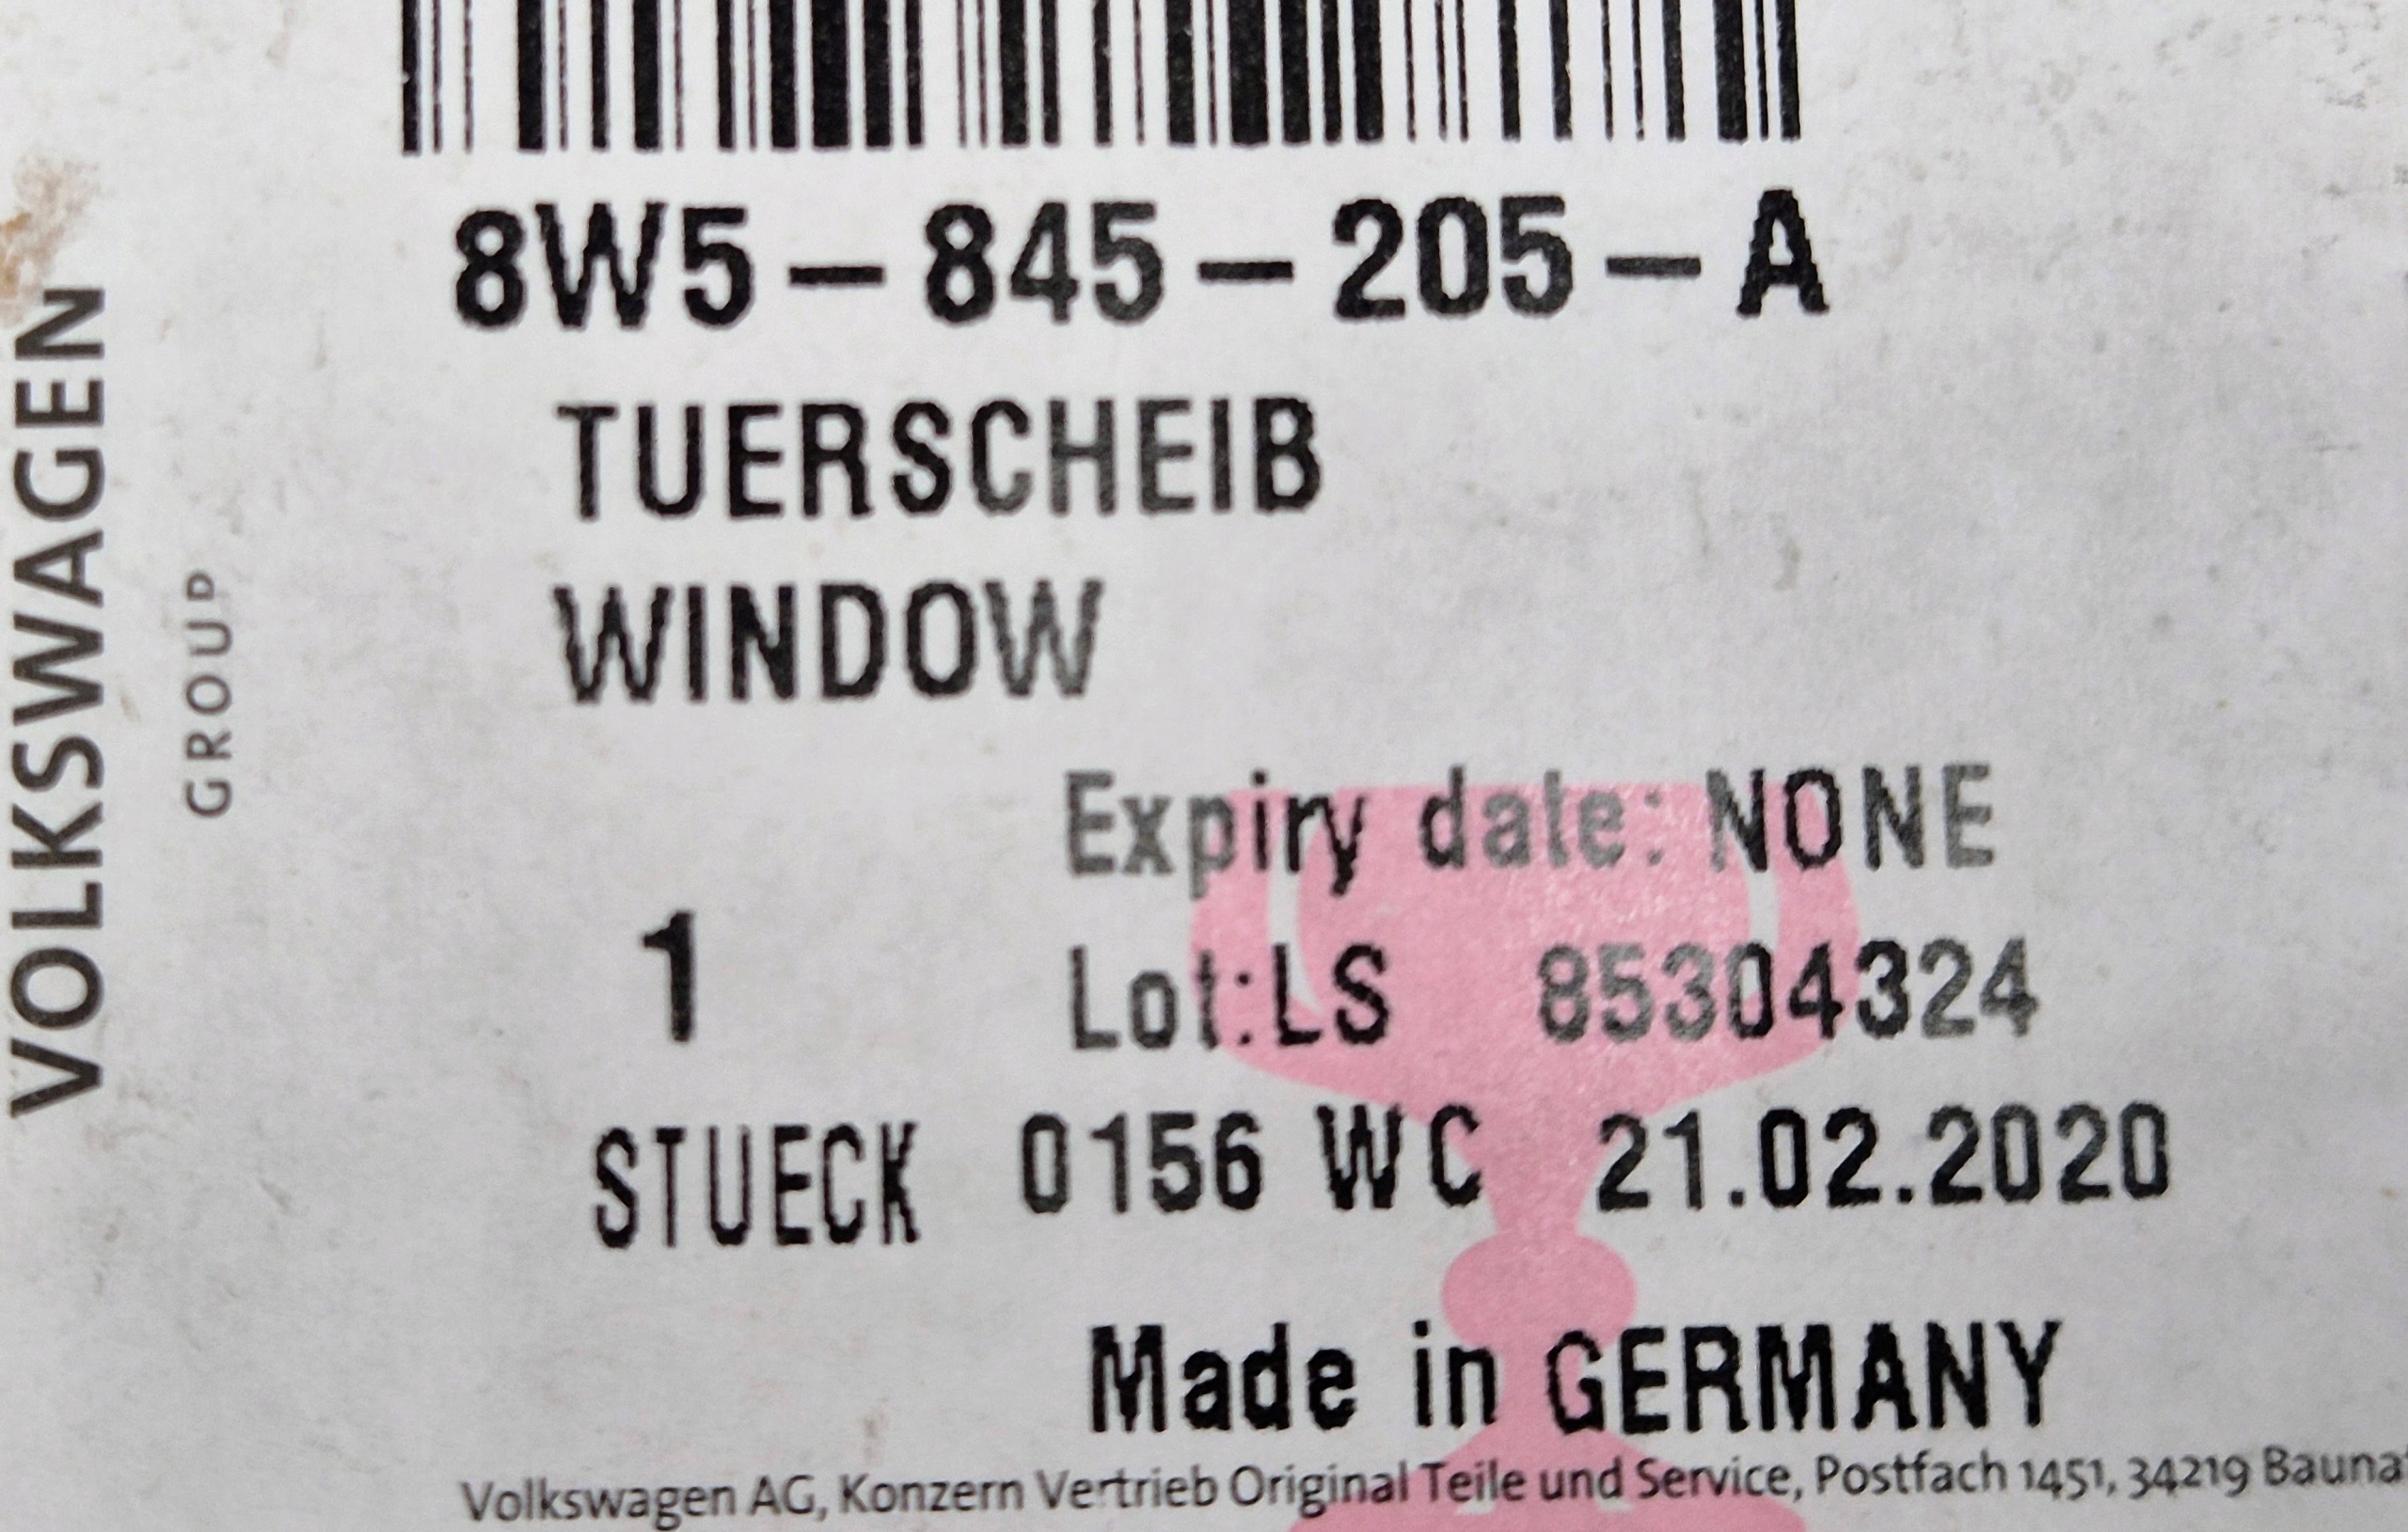 VOLKSWAGEN
GROUP
8W5-845-205-A
TUERSCHEIB
WINDOW
Expiry date: NONE
1 Lot:LS 85304324
STUECK 0156 WC 21.02.2020
Made in GERMANY
Volkswagen AG, Konzern Vertrieb Original Teile und Service, Postfach 1451, 34219